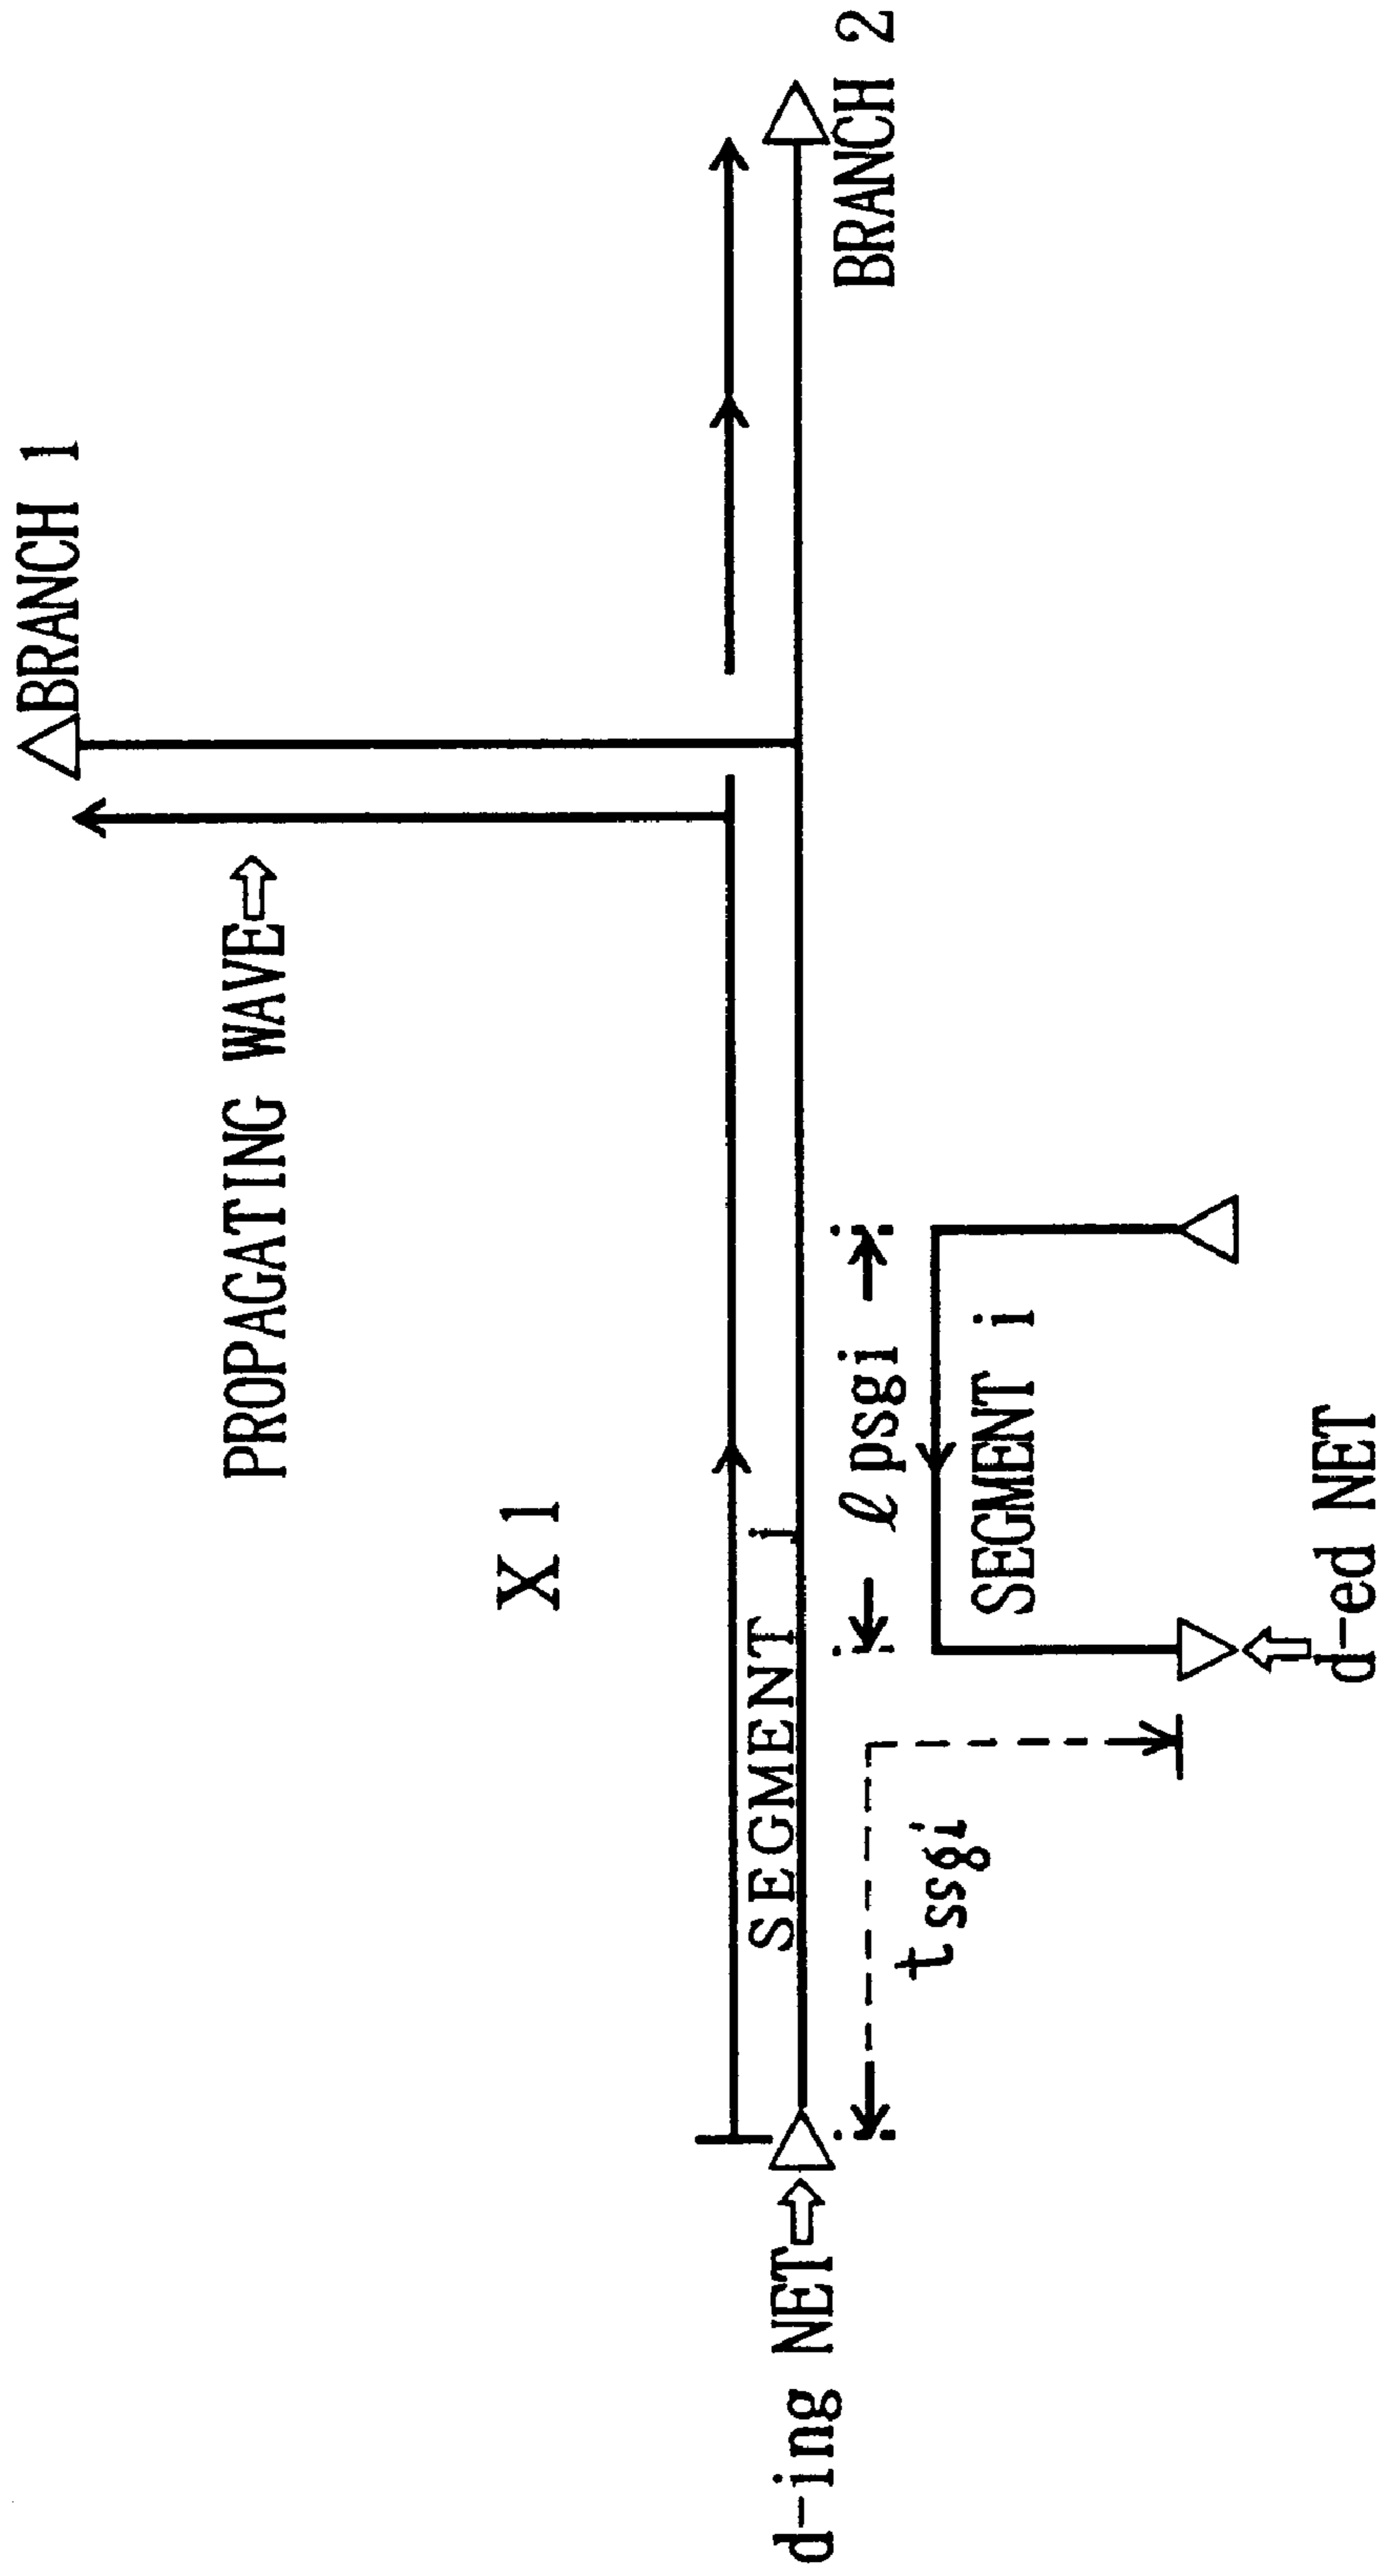 BRANCH 1
PROPAGATING WAVE
X 1
BRANCH 2
SEGMENT j
d-ing NET
ℓ psgi
SEGMENT i
tssgi
d-ed NET